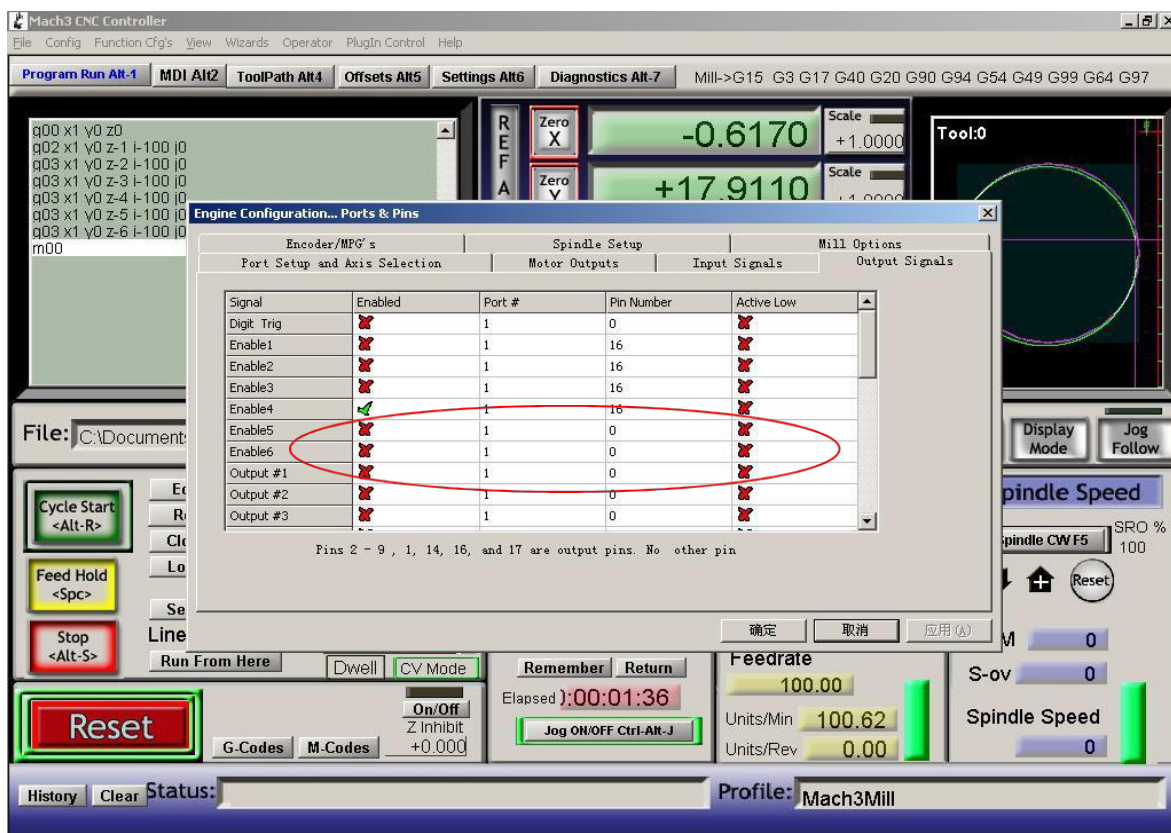 Mach3 CNC Controller
File Config Function Cfg's View Wizards Operator PlugIn Control Help
Program Run Alt-1 MDI Alt2 ToolPath Alt4 Offsets Alt5 Settings Alt6 Diagnostics Alt-7 Mill->G15 G3 G17 G40 G20 G90 G94 G54 G49 G99 G64 G97
g00 x1 y0 z0
g02 x1 y0 z-1 i-100 j0
g03 x1 y0 z-2 i-100 j0
g03 x1 y0 z-3 i-100 j0
g03 x1 y0 z-4 i-100 j0
g03 x1 y0 z-5 i-100 j0
g03 x1 y0 z-6 i-100 j0
m00
REFA
Zero X -0.6170 Scale +1.0000
Zero Y +17.9110 Scale +1.0000
Tool:0
Engine Configuration... Ports & Pins
Encoder/MPG's Spindle Setup Mill Options
Port Setup and Axis Selection Motor Outputs Input Signals Output Signals
Signal Enabled Port # Pin Number Active Low
Digit Trig 1 0
Enable1 1 16
Enable2 1 16
Enable3 1 16
Enable4 1 16
Enable5 1 0
Enable6 1 0
Output #1 1 0
Output #2 1 0
Output #3 1 0
Pins 2 - 9 , 1, 14, 16, and 17 are output pins. No other pin
确定 取消 应用(A)
File: C:\Document
Display Mode
Jog Follow
Cycle Start <Alt-R>
Feed Hold <Spc>
Stop <Alt-S>
Line
Run From Here
Dwell CV Mode
Reset
G-Codes M-Codes
On/Off
Z Inhibit
+0.000
Remember Return
Elapsed 00:01:36
Jog ON/OFF Ctrl-Alt-J
Feedrate
100.00
Units/Min 100.62
Units/Rev 0.00
pindle Speed
pindle CW F5
SRO %
100
Reset
M 0
S-ov 0
Spindle Speed
0
History Clear Status:
Profile: Mach3Mill